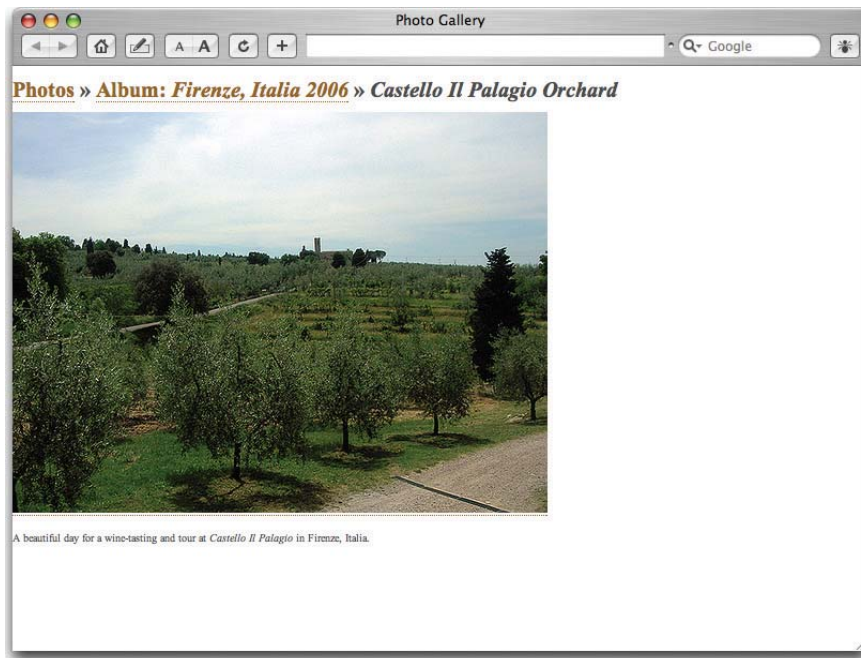 Photo Gallery
A A
Google
Photos » Album: Firenze, Italia 2006 » Castello Il Palagio Orchard
A beautiful day for a wine-tasting and tour at Castello Il Palagio in Firenze, Italia.